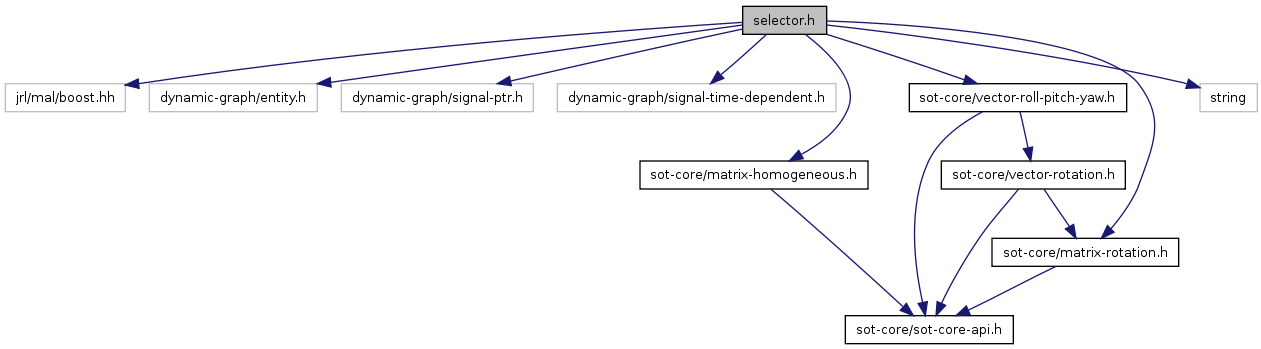 selector.h
jrl/mal/boost.hh
dynamic-graph/entity.h
dynamic-graph/signal-ptr.h
dynamic-graph/signal-time-dependent.h
sot-core/vector-roll-pitch-yaw.h
string
sot-core/matrix-homogeneous.h
sot-core/vector-rotation.h
sot-core/matrix-rotation.h
sot-core/sot-core-api.h